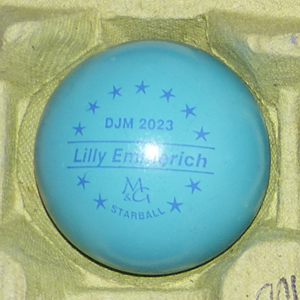 DJM 2023
Lilly Emmerich
M
&G
STARBALL